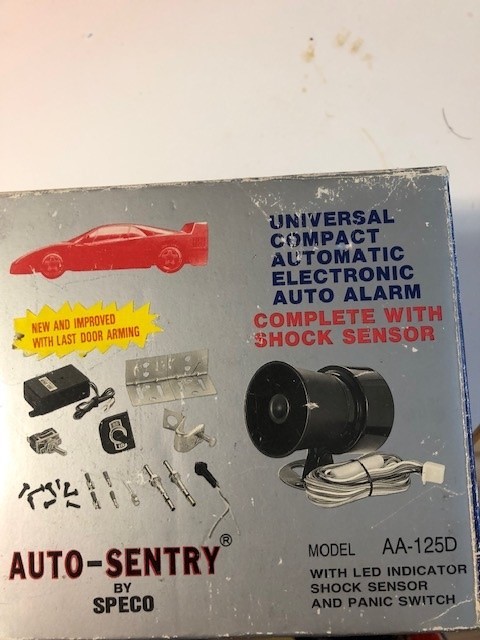 UNIVERSAL
COMPACT
AUTOMATIC
ELECTRONIC
AUTO ALARM
COMPLETE WITH
SHOCK SENSOR
NEW AND IMPROVED
WITH LAST DOOR ARMING
AUTO-SENTRY®
BY
SPECO
MODEL AA-125D
WITH LED INDICATOR
SHOCK SENSOR
AND PANIC SWITCH